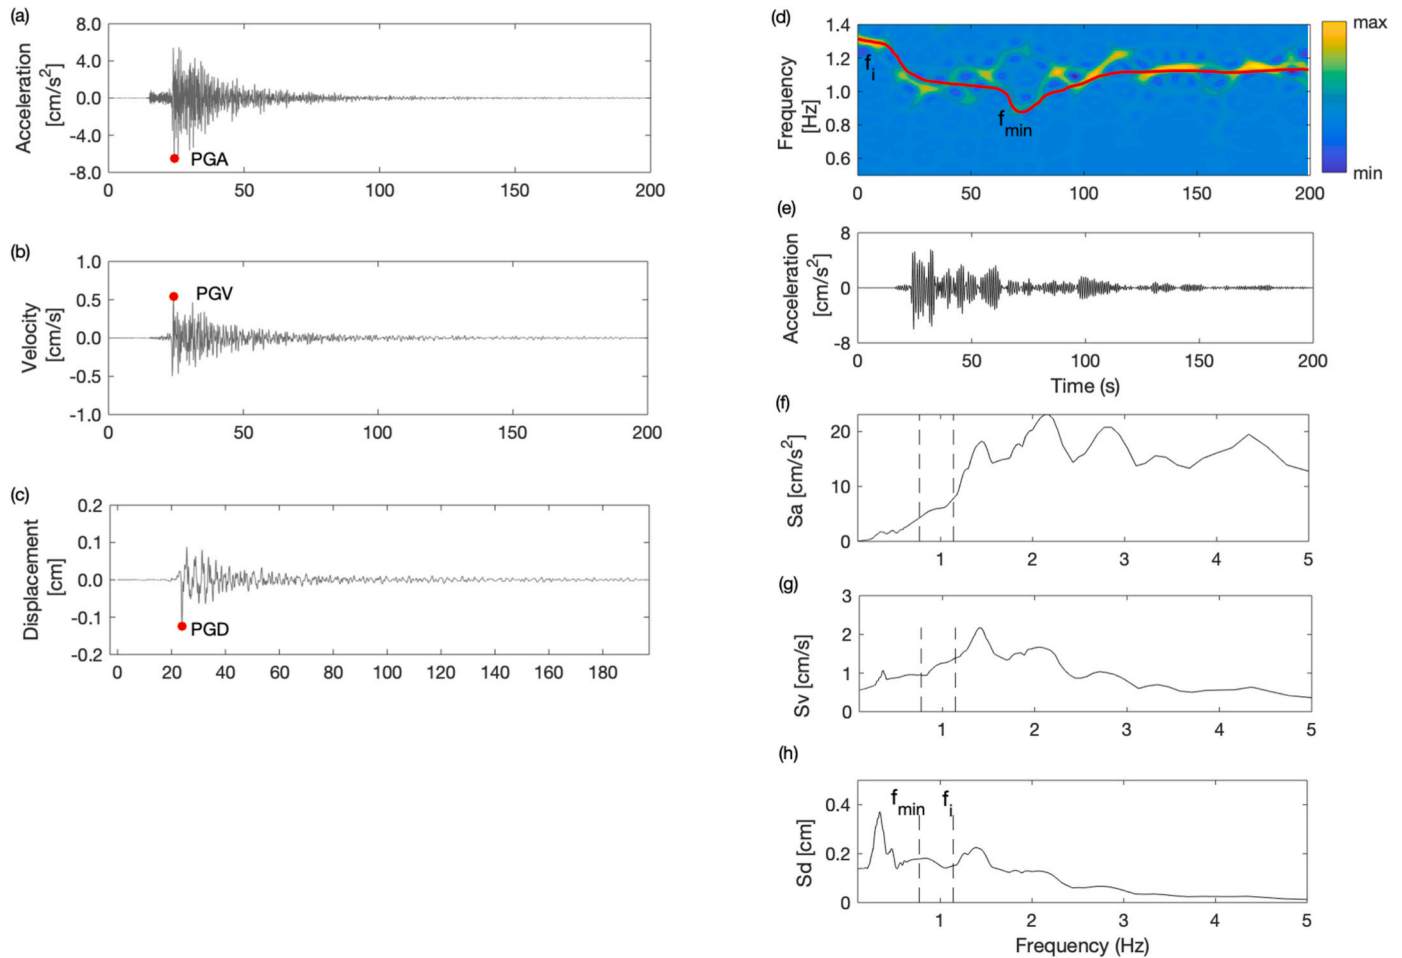 (a)
8.0
4.0
0.0
-4.0
-8.0
Acceleration
[cm/s²]
PGA
0 50 100 150 200
(b)
1.0
0.5
0.0
-0.5
-1.0
Velocity
[cm/s]
PGV
0 50 100 150 200
(c)
0.2
0.1
0.0
-0.1
-0.2
Displacement
[cm]
PGD
0 20 40 60 80 100 120 140 160 180
(d)
1.4
1.2
1.0
0.8
0.6
Frequency
[Hz]
fi
fmin
max
min
0 50 100 150 200
(e)
8
0
-8
Acceleration
[cm/s²]
0 50 100 150 200
Time (s)
(f)
20
10
0
Sa [cm/s²]
1 2 3 4 5
(g)
3
2
1
0
Sv [cm/s]
1 2 3 4 5
(h)
0.4
0.2
0
Sd [cm]
fmin fi
1 2 3 4 5
Frequency (Hz)